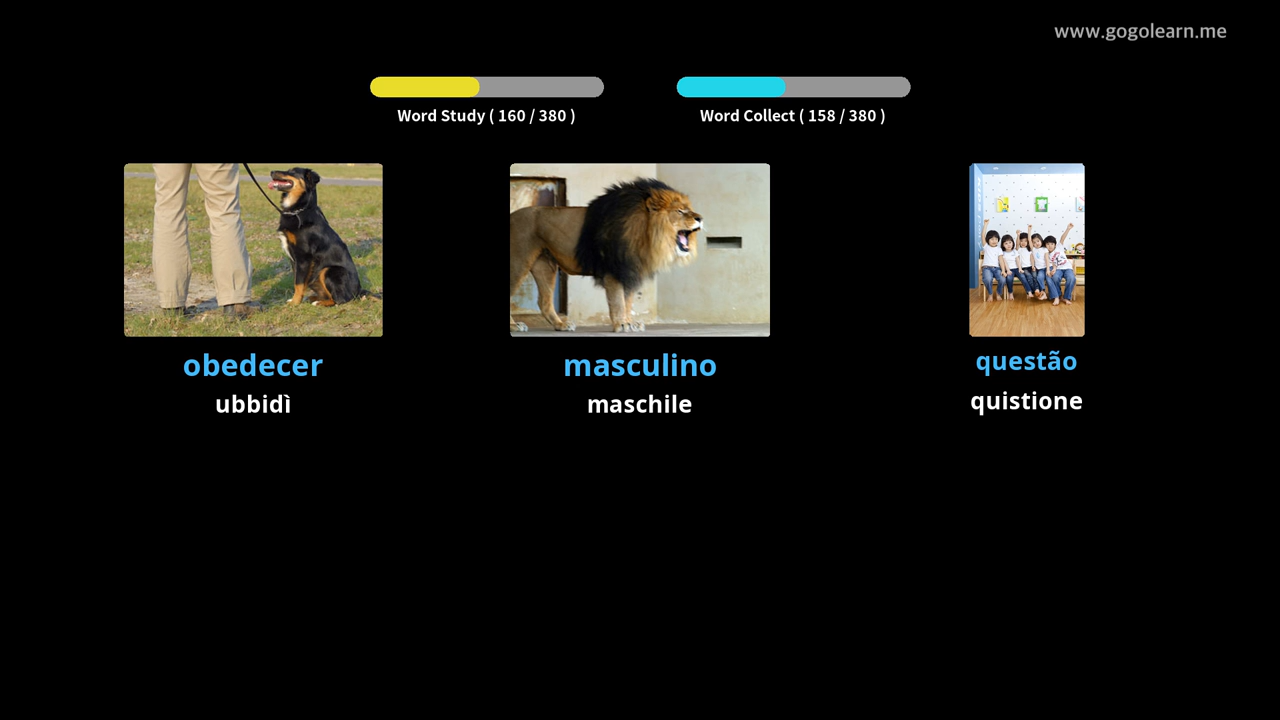 www.gogolearn.me
Word Study ( 160 / 380 )
Word Collect ( 158 / 380 )
obedecer
ubbidì
masculino
maschile
questão
quistione